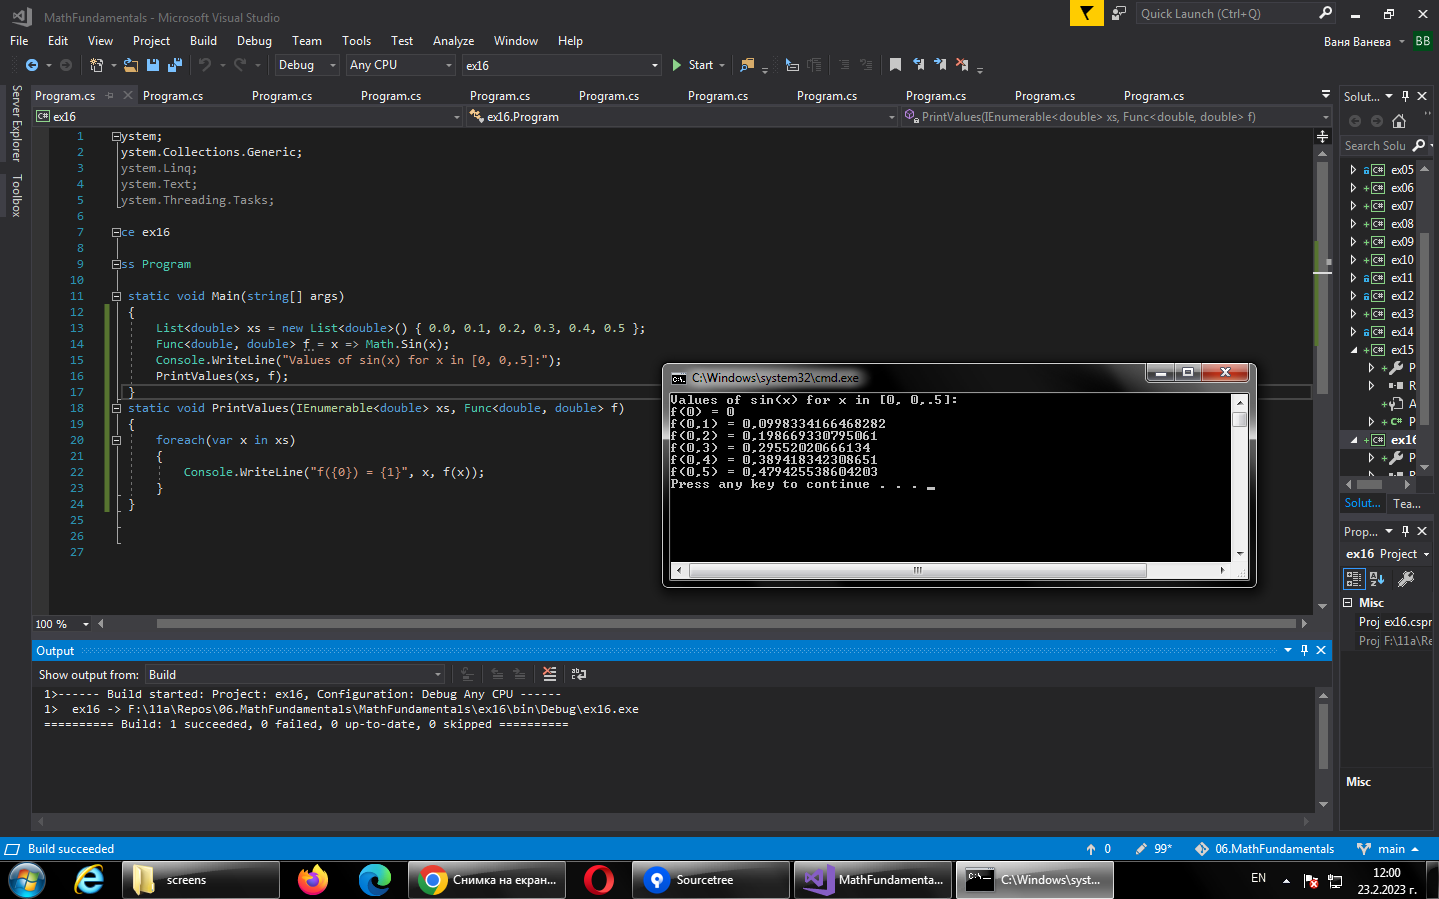 MathFundamentals - Microsoft Visual Studio
Quick Launch (Ctrl+Q)
File Edit View Project Build Debug Team Tools Test Analyze Window Help
Ваня Ванева BB
Debug Any CPU ex16 Start
Server Explorer
Toolbox
Program.cs Program.cs Program.cs Program.cs Program.cs Program.cs Program.cs Program.cs Program.cs Program.cs Program.cs
C# ex16 ex16.Program PrintValues(IEnumerable<double> xs, Func<double, double> f)
1 ystem;
2 ystem.Collections.Generic;
3 ystem.Linq;
4 ystem.Text;
5 ystem.Threading.Tasks;
6
7 ce ex16
8
9 ss Program
10
11 static void Main(string[] args)
12 {
13 List<double> xs = new List<double>() { 0.0, 0.1, 0.2, 0.3, 0.4, 0.5 };
14 Func<double, double> f = x => Math.Sin(x);
15 Console.WriteLine("Values of sin(x) for x in [0, 0,.5]:");
16 PrintValues(xs, f);
17 }
18 static void PrintValues(IEnumerable<double> xs, Func<double, double> f)
19 {
20 foreach(var x in xs)
21 {
22 Console.WriteLine("f({0}) = {1}", x, f(x));
23 }
24 }
25
26
27
100 %
C:\Windows\system32\cmd.exe
Values of sin(x) for x in [0, 0,.5]:
f(0) = 0
f(0,1) = 0,0998334166468282
f(0,2) = 0,198669330795061
f(0,3) = 0,29552020666134
f(0,4) = 0,389418342308651
f(0,5) = 0,479425538604203
Press any key to continue . . .
Solut...
Search Solu
C# ex05
C# ex06
C# ex07
C# ex08
C# ex09
C# ex10
C# ex11
C# ex12
C# ex13
C# ex14
C# ex15
P
R
A
C# P
C# ex16
P
R
Solut... Tea...
Prop...
ex16 Project
Misc
Proj ex16.cspr
Proj F:\11a\Re
Misc
Output
Show output from: Build
1>------ Build started: Project: ex16, Configuration: Debug Any CPU ------
1> ex16 -> F:\11a\Repos\06.MathFundamentals\MathFundamentals\ex16\bin\Debug\ex16.exe
========== Build: 1 succeeded, 0 failed, 0 up-to-date, 0 skipped ==========
Build succeeded
0 99* 06.MathFundamentals main
screens
Снимка на екран...
Sourcetree
MathFundamenta...
C:\Windows\syst...
EN
12:00
23.2.2023 г.